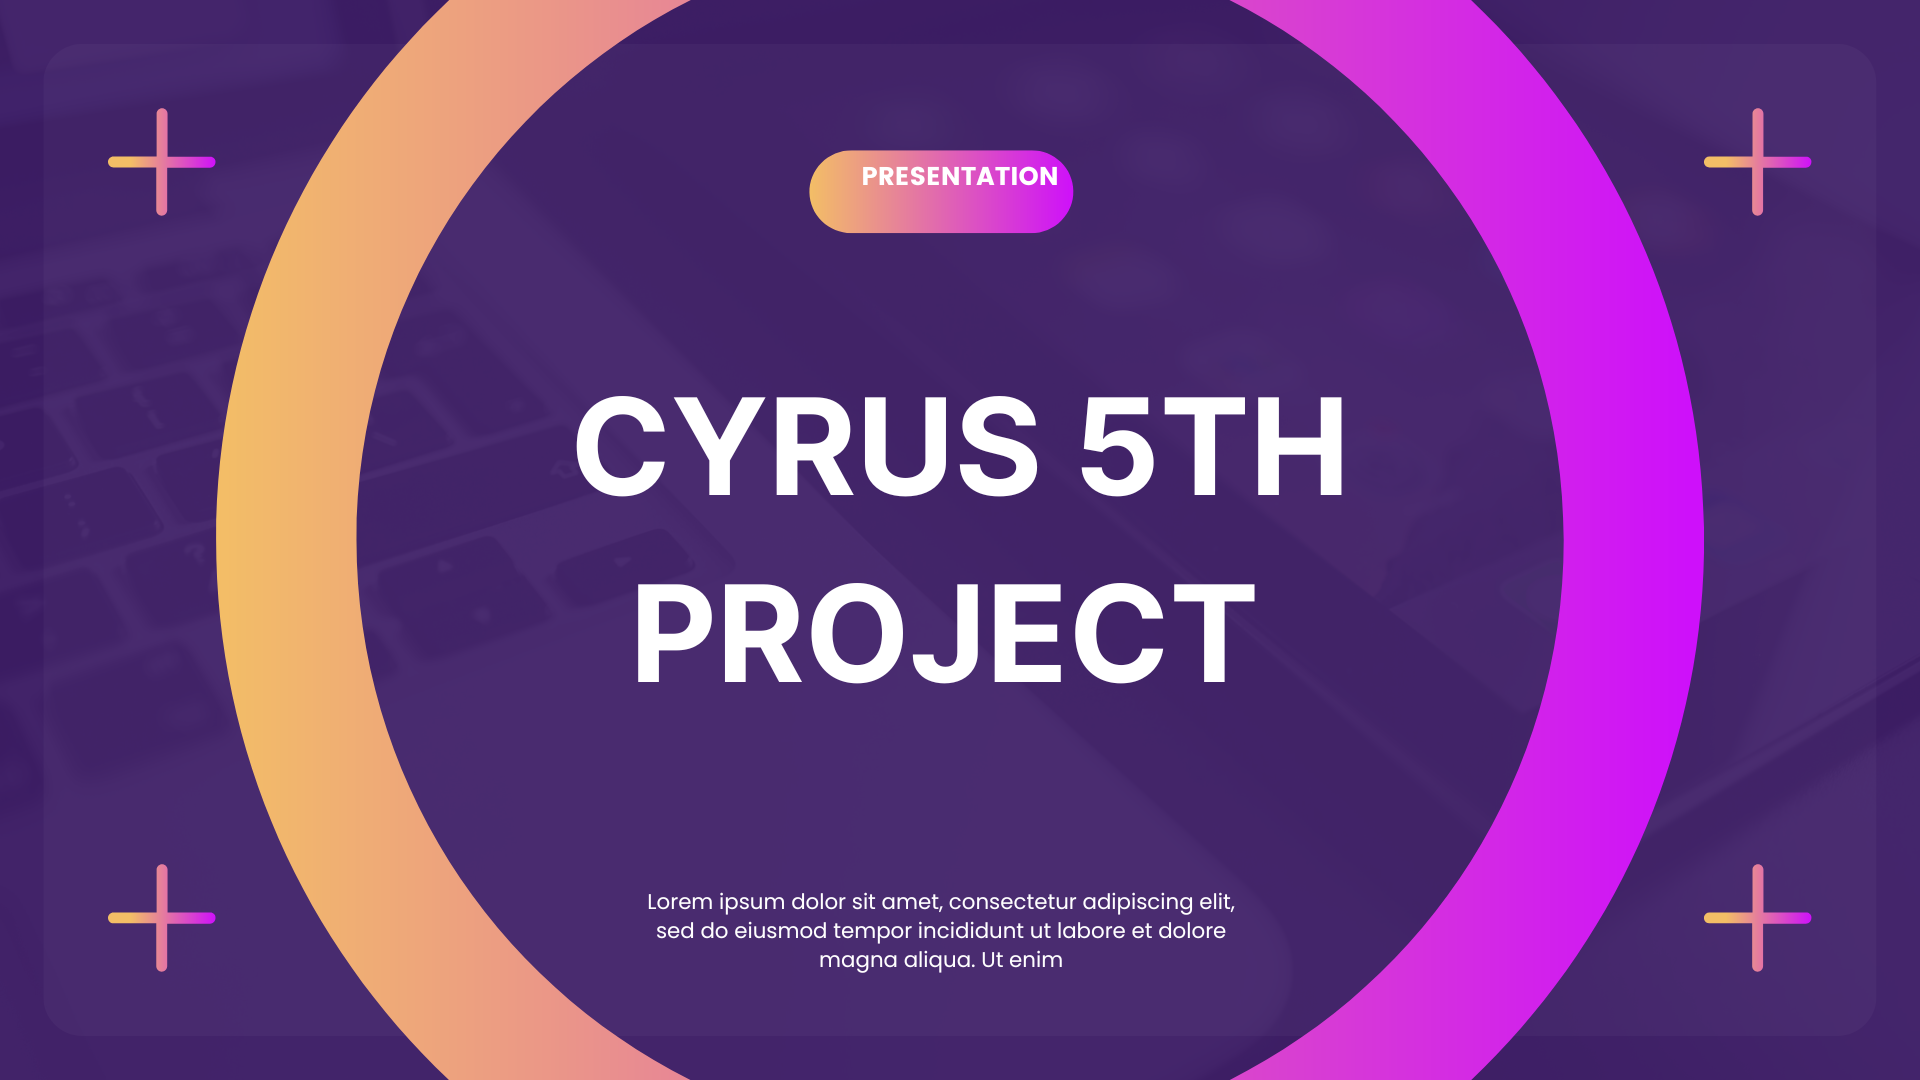 PRESENTATION
CYRUS 5TH
PROJECT
Lorem ipsum dolor sit amet, consectetur adipiscing elit,
sed do eiusmod tempor incididunt ut labore et dolore
magna aliqua. Ut enim